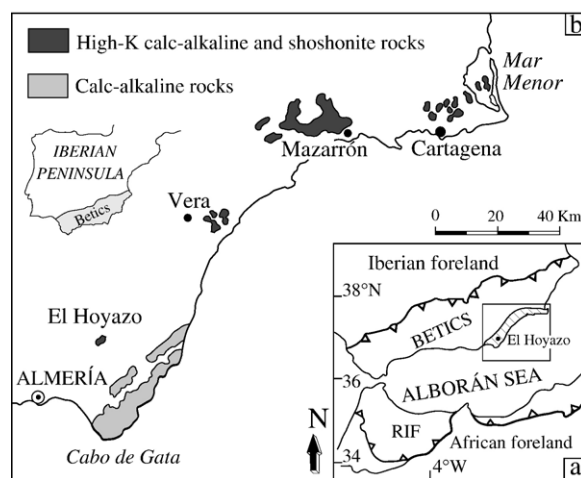 b
High-K calc-alkaline and shoshonite rocks
Calc-alkaline rocks
Mar
Menor
IBERIAN
PENINSULA
Betics
Mazarrón
Cartagena
Vera
0 20 40 Km
El Hoyazo
ALMERÍA
Cabo de Gata
Iberian foreland
38°N
BETICS
El Hoyazo
36
ALBORÁN SEA
N
RIF
African foreland
34
4°W
a